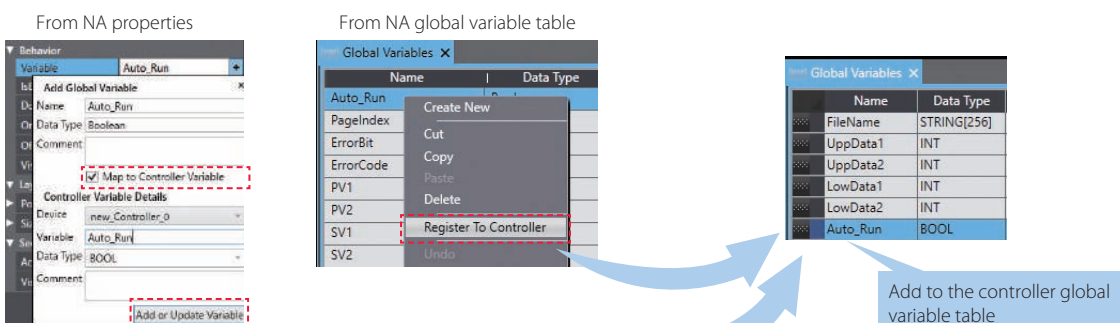 From NA properties
Behavior
Variable Auto_Run +
Add Global Variable ×
Name Auto_Run
Data Type Boolean
Comment
Map to Controller Variable
Controller Variable Details
Device new_Controller_0
Variable Auto_Run
Data Type BOOL
Comment
Add or Update Variable
From NA global variable table
Global Variables X
Name Data Type
Auto_Run
PageIndex
ErrorBit
ErrorCode
PV1
PV2
SV1
SV2
Create New
Cut
Copy
Paste
Delete
Register To Controller
Undo
Global Variables ×
Name Data Type
FileName STRING[256]
UppData1 INT
UppData2 INT
LowData1 INT
LowData2 INT
Auto_Run BOOL
Add to the controller global
variable table